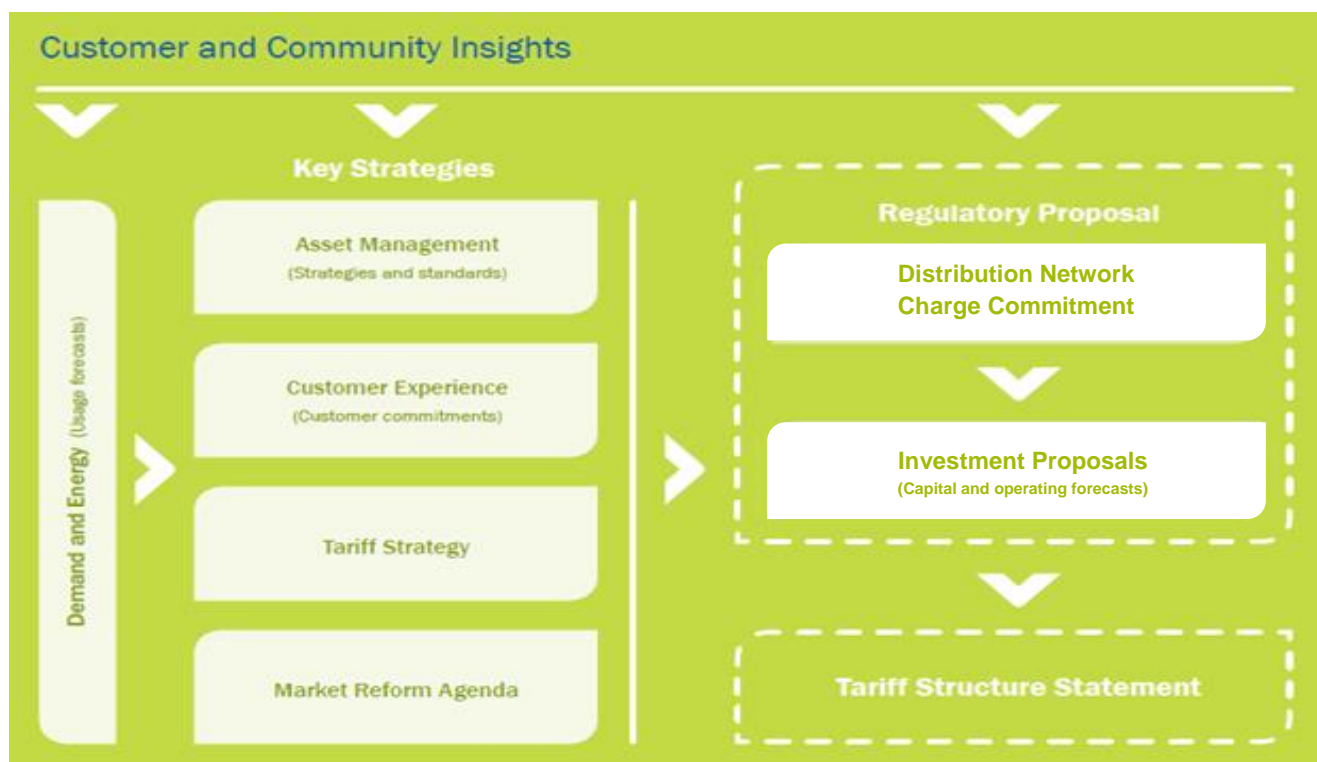 Customer and Community Insights
Demand and Energy (Usage forecasts)
Key Strategies
Asset Management
(Strategies and standards)
Customer Experience
(Customer commitments)
Tariff Strategy
Market Reform Agenda
Regulatory Proposal
Distribution Network
Charge Commitment
Investment Proposals
(Capital and operating forecasts)
Tariff Structure Statement